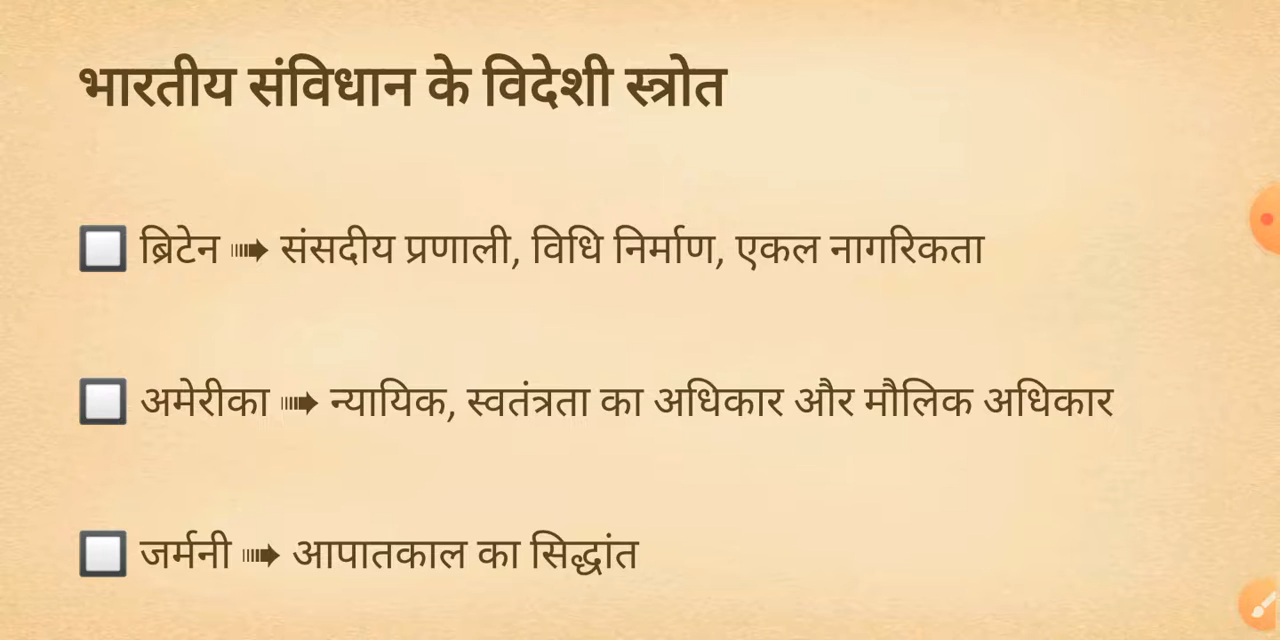 भारतीय संविधान के विदेशी स्त्रोत
ब्रिटेन ➠ संसदीय प्रणाली, विधि निर्माण, एकल नागरिकता
अमेरीका ➠ न्यायिक, स्वतंत्रता का अधिकार और मौलिक अधिकार
जर्मनी ➠ आपातकाल का सिद्धांत